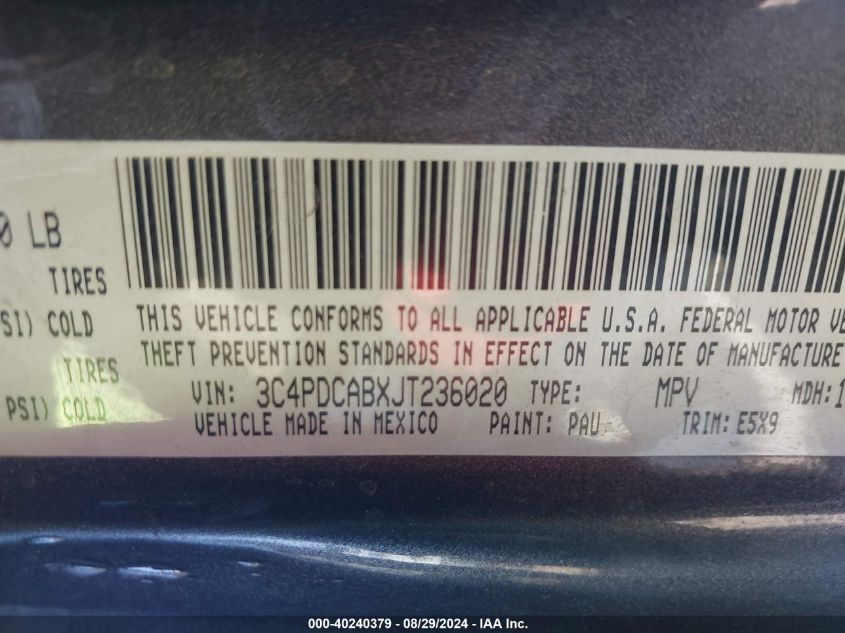 0 LB
TIRES
SI) COLD
TIRES
PSI) COLD
THIS VEHICLE CONFORMS TO ALL APPLICABLE U.S.A. FEDERAL MOTOR VE
THEFT PREVENTION STANDARDS IN EFFECT ON THE DATE OF MANUFACTURE
VIN: 3C4PDCABXJT236020 TYPE: MPV MDH: 1
VEHICLE MADE IN MEXICO PAINT: PAU TRIM: E5X9
000-40240379 - 08/29/2024 - IAA Inc.